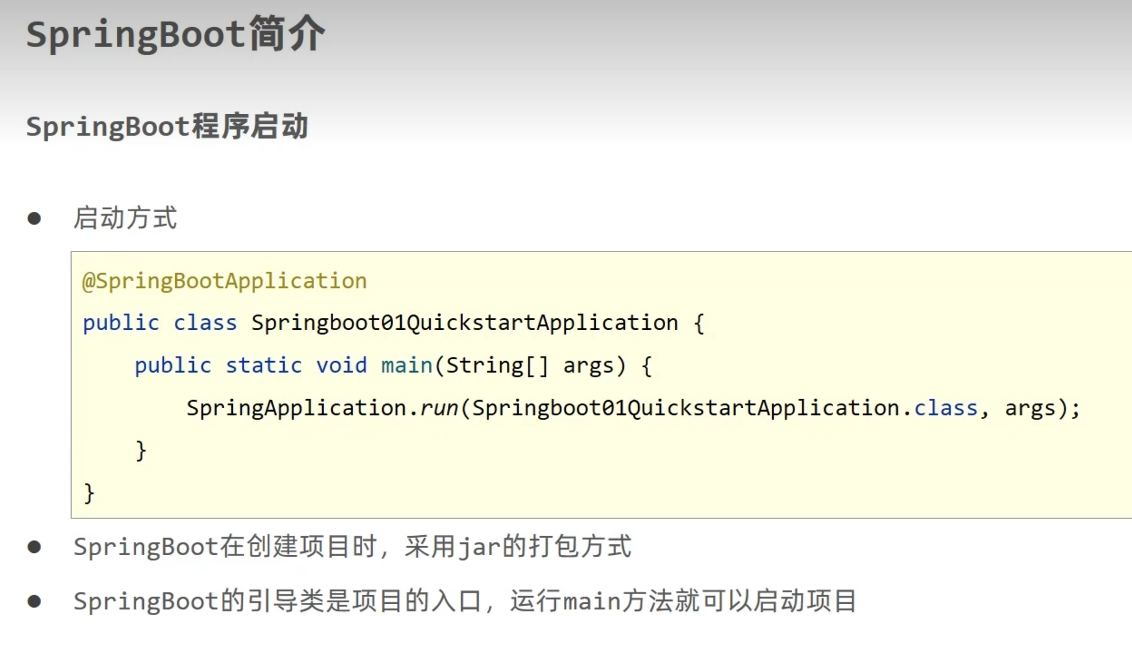 SpringBoot简介
SpringBoot程序启动
● 启动方式
@SpringBootApplication
public class Springboot01QuickstartApplication {
    public static void main(String[] args) {
        SpringApplication.run(Springboot01QuickstartApplication.class, args);
    }
}
● SpringBoot在创建项目时，采用jar的打包方式
● SpringBoot的引导类是项目的入口，运行main方法就可以启动项目